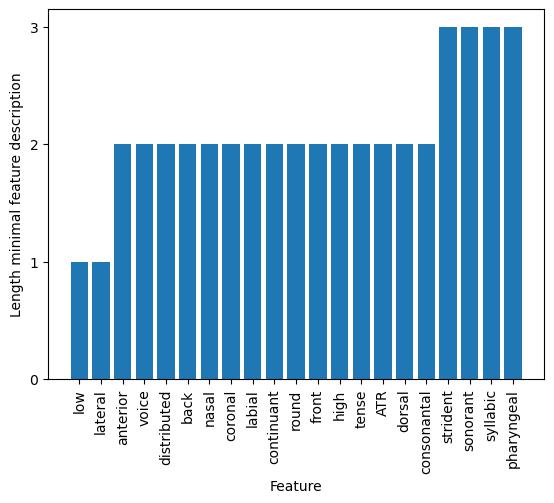 Length minimal feature description
3
2
1
0
low
lateral
anterior
voice
distributed
back
nasal
coronal
labial
continuant
round
front
high
tense
ATR
dorsal
consonantal
strident
sonorant
syllabic
pharyngeal
Feature